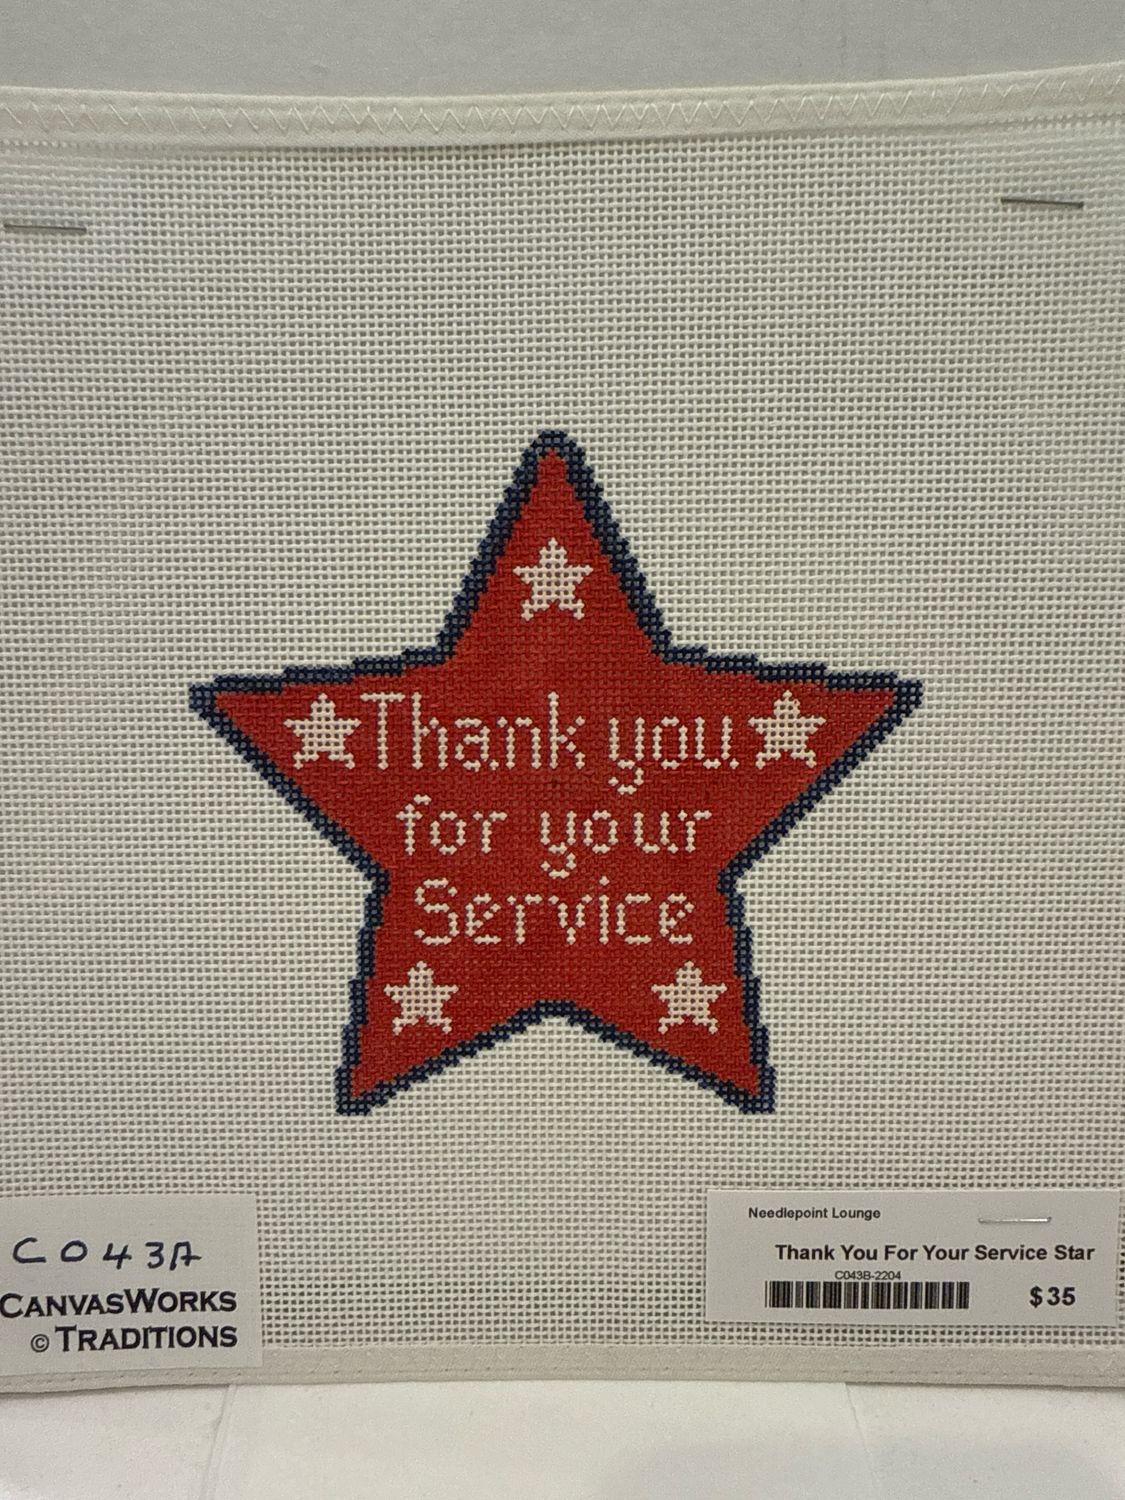 Thank you
for your
Service
C043A
CANVASWORKS
© TRADITIONS
Needlepoint Lounge
Thank You For Your Service Star
C043B-2204
$35